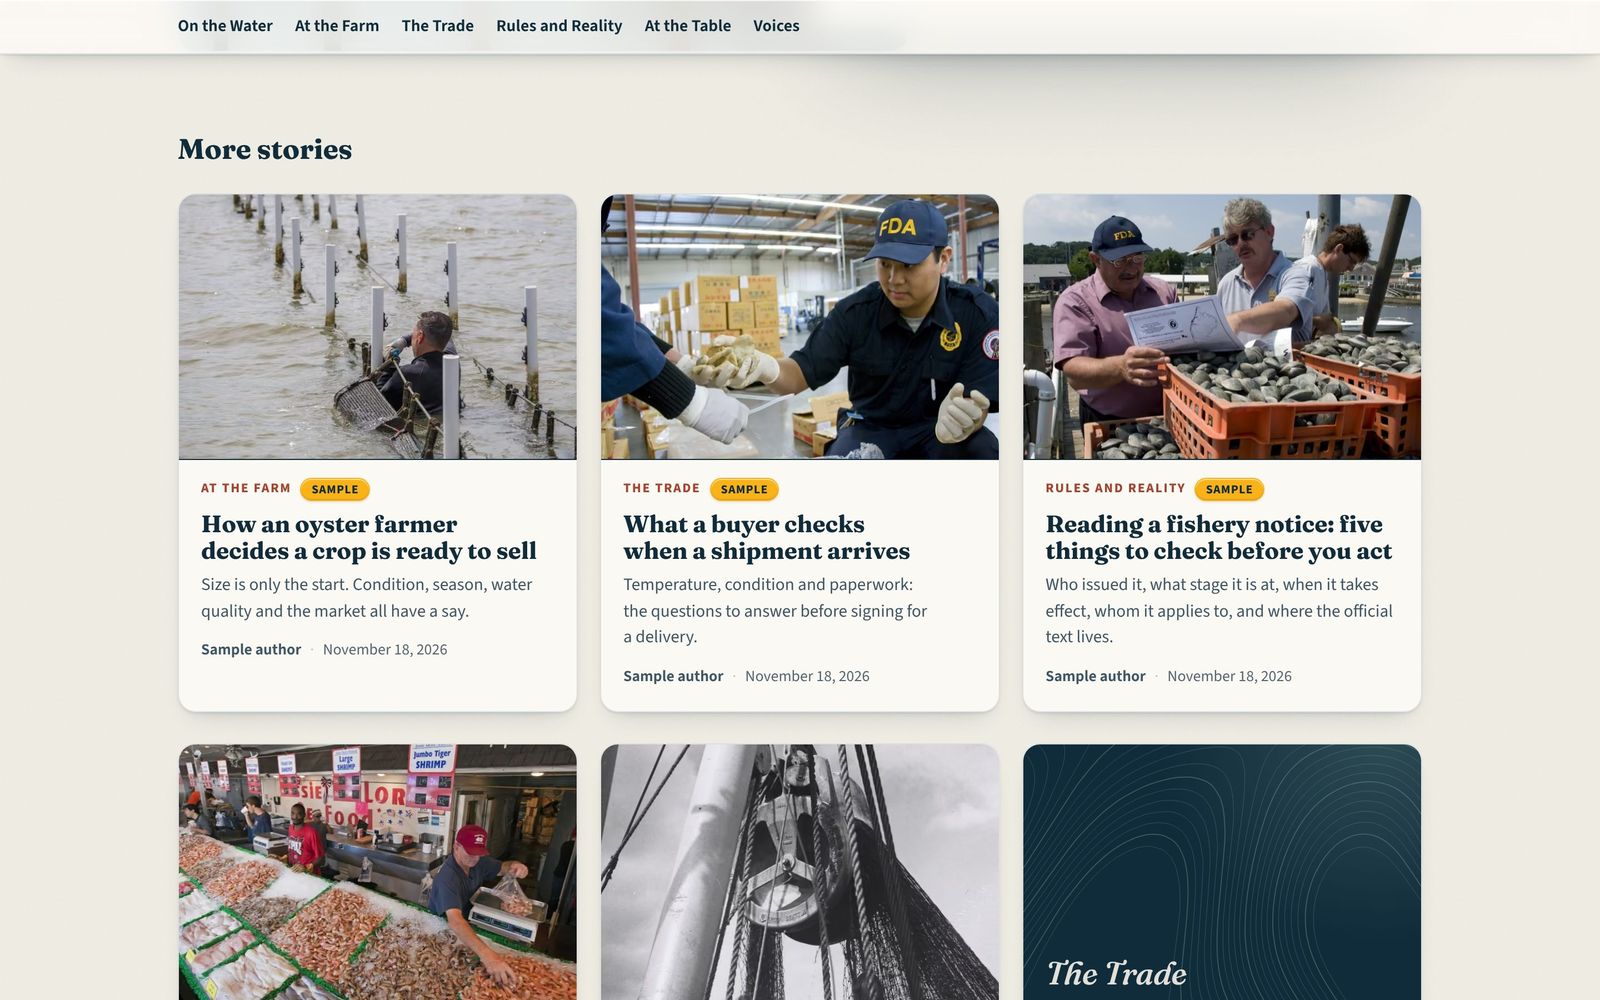 On the Water At the Farm The Trade Rules and Reality At the Table Voices
More stories
FDA
FDA
AT THE FARM SAMPLE
How an oyster farmer
decides a crop is ready to sell
Size is only the start. Condition, season, water
quality and the market all have a say.
Sample author · November 18, 2026
THE TRADE SAMPLE
What a buyer checks
when a shipment arrives
Temperature, condition and paperwork:
the questions to answer before signing for
a delivery.
Sample author · November 18, 2026
RULES AND REALITY SAMPLE
Reading a fishery notice: five
things to check before you act
Who issued it, what stage it is at, when it takes
effect, whom it applies to, and where the official
text lives.
Sample author · November 18, 2026
Large
SHRIMP
Jumbo Tiger
SHRIMP
The Trade